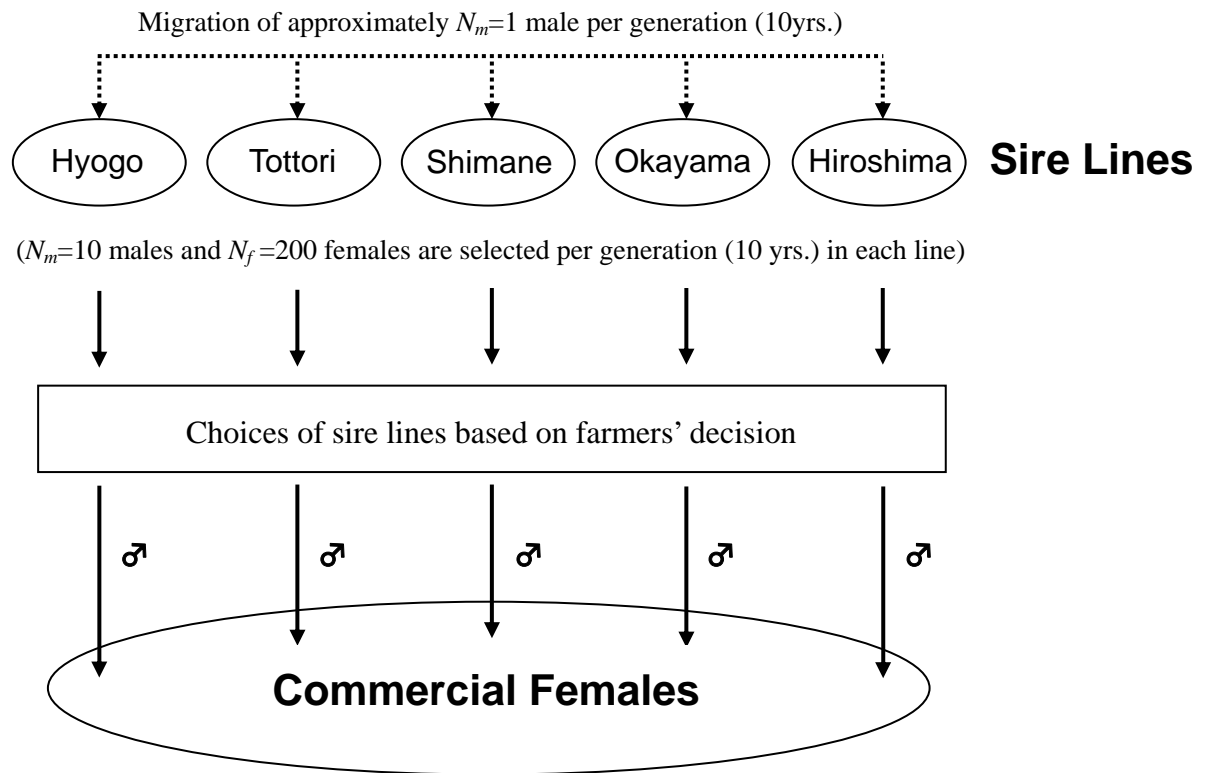 Migration of approximately Nm=1 male per generation (10yrs.)
Hyogo Tottori Shimane Okayama Hiroshima Sire Lines
(Nm=10 males and Nf =200 females are selected per generation (10 yrs.) in each line)
Choices of sire lines based on farmers’ decision
♂ ♂ ♂ ♂ ♂
Commercial Females